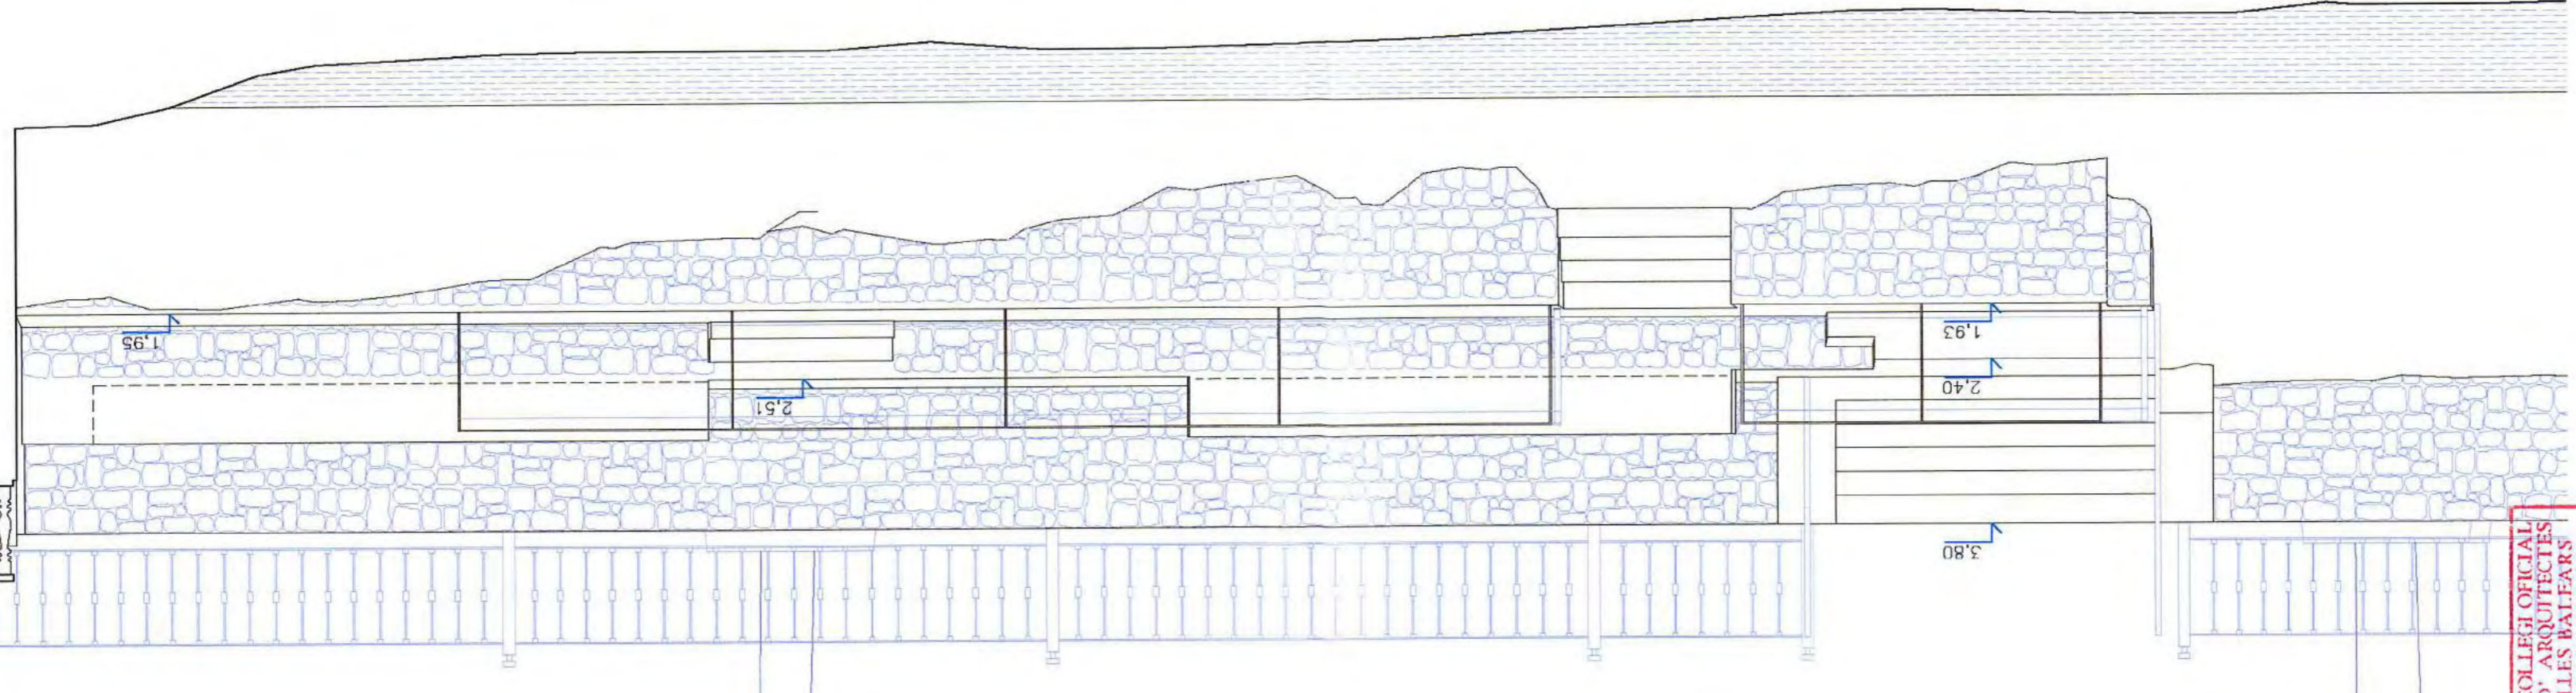 1,95
2,51
1,93
2,40
3,80
COL·LEGI OFICIAL
D' ARQUITECTES
ILLES BALEARS